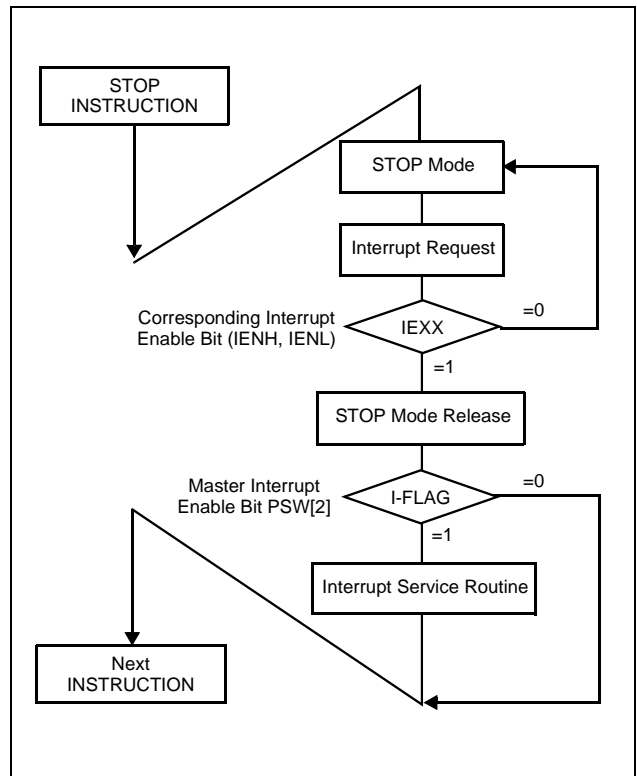 STOP
INSTRUCTION
STOP Mode
Interrupt Request
Corresponding Interrupt
Enable Bit (IENH, IENL)
IEXX
=0
=1
STOP Mode Release
Master Interrupt
Enable Bit PSW[2]
I-FLAG
=0
=1
Interrupt Service Routine
Next
INSTRUCTION